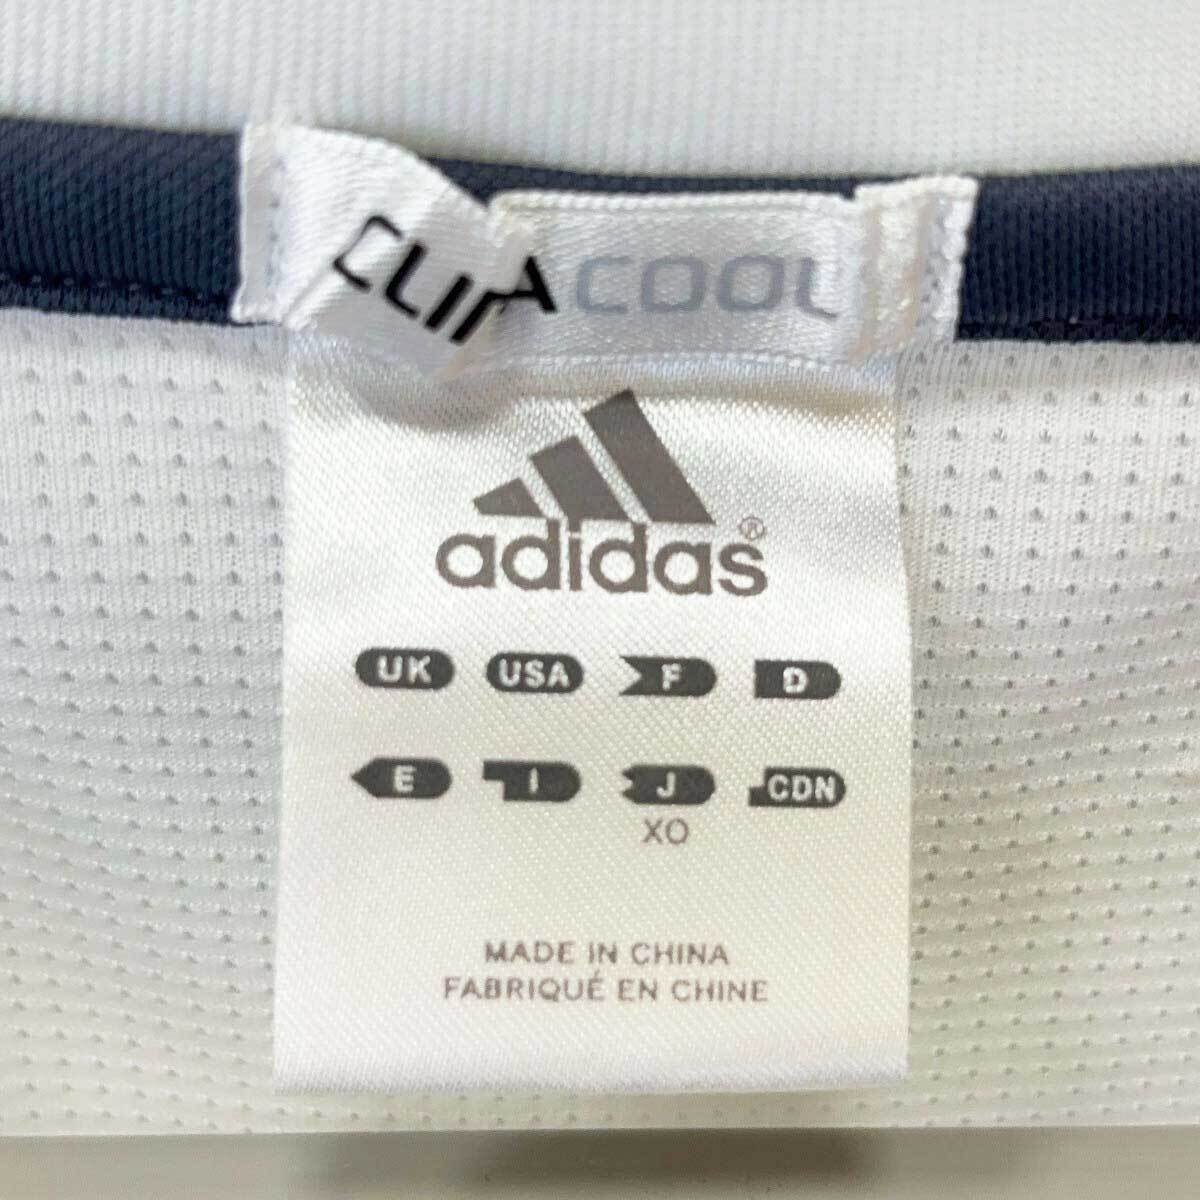 CLIMACOOL
adidas®
UK USA F D
E I J CDN
XO
MADE IN CHINA
FABRIQUÉ EN CHINE